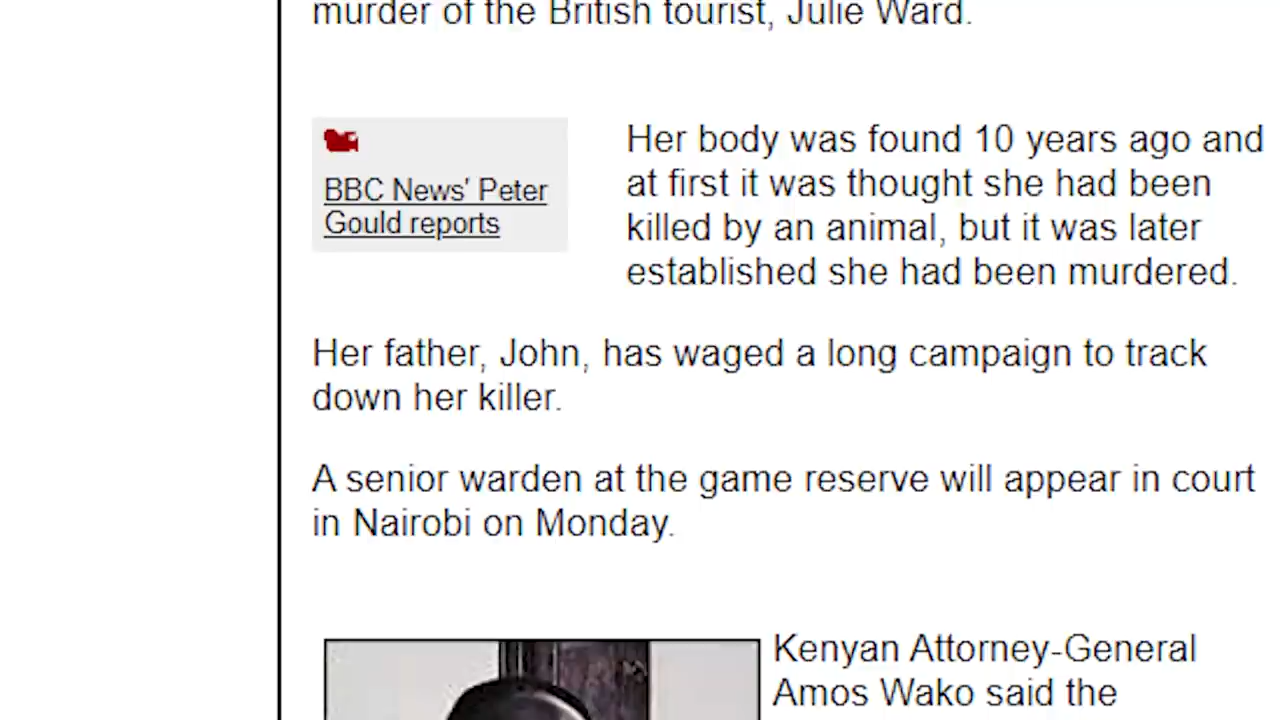 murder of the British tourist, Julie Ward.
BBC News' Peter
Gould reports
Her body was found 10 years ago and
at first it was thought she had been
killed by an animal, but it was later
established she had been murdered.
Her father, John, has waged a long campaign to track
down her killer.
A senior warden at the game reserve will appear in court
in Nairobi on Monday.
Kenyan Attorney-General
Amos Wako said the